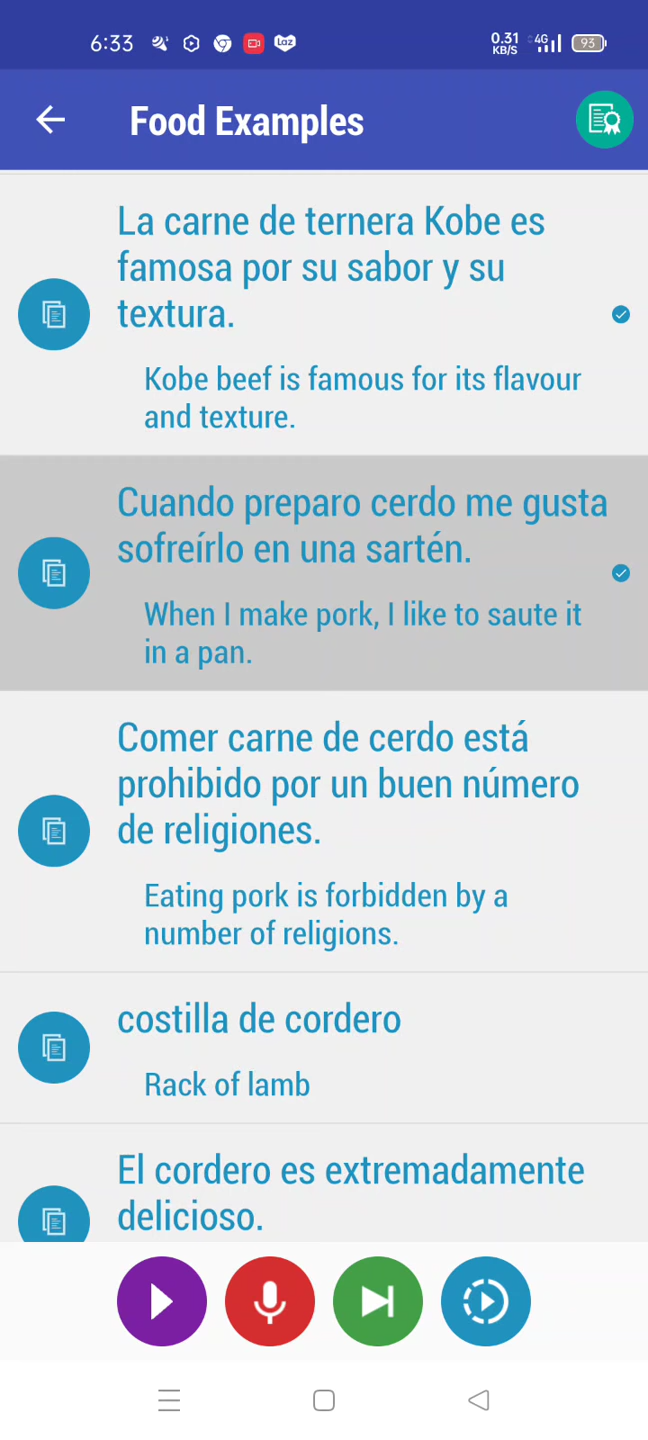 6:33
Laz
0.31
KB/S
4G
93
Food Examples
La carne de ternera Kobe es
famosa por su sabor y su
textura.
Kobe beef is famous for its flavour
and texture.
Cuando preparo cerdo me gusta
sofreírlo en una sartén.
When I make pork, I like to saute it
in a pan.
Comer carne de cerdo está
prohibido por un buen número
de religiones.
Eating pork is forbidden by a
number of religions.
costilla de cordero
Rack of lamb
El cordero es extremadamente
delicioso.